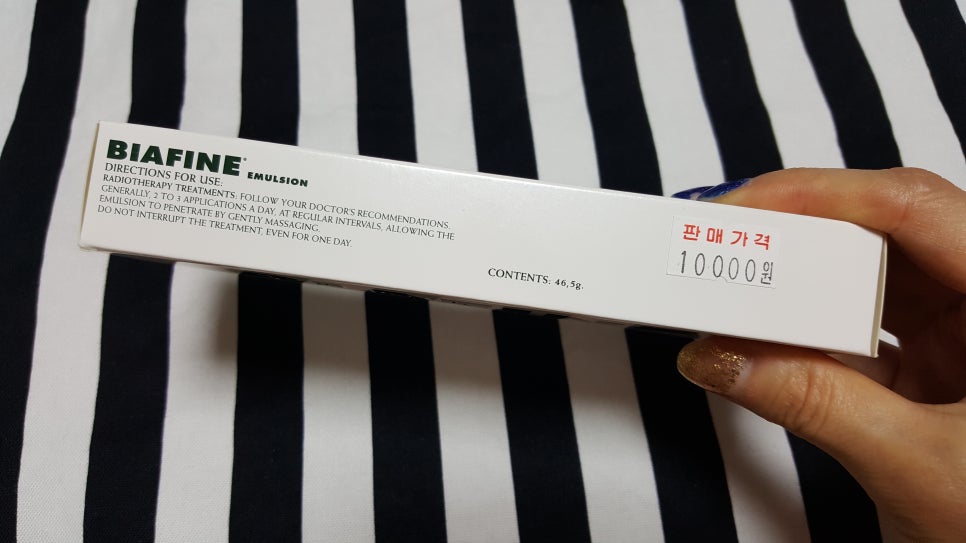 BIAFINE® EMULSION
DIRECTIONS FOR USE:
RADIOTHERAPY TREATMENTS: FOLLOW YOUR DOCTOR'S RECOMMENDATIONS.
GENERALLY, 2 TO 3 APPLICATIONS A DAY, AT REGULAR INTERVALS, ALLOWING THE
EMULSION TO PENETRATE BY GENTLY MASSAGING.
DO NOT INTERRUPT THE TREATMENT, EVEN FOR ONE DAY.
CONTENTS: 46,5g.
판매가격
10000원